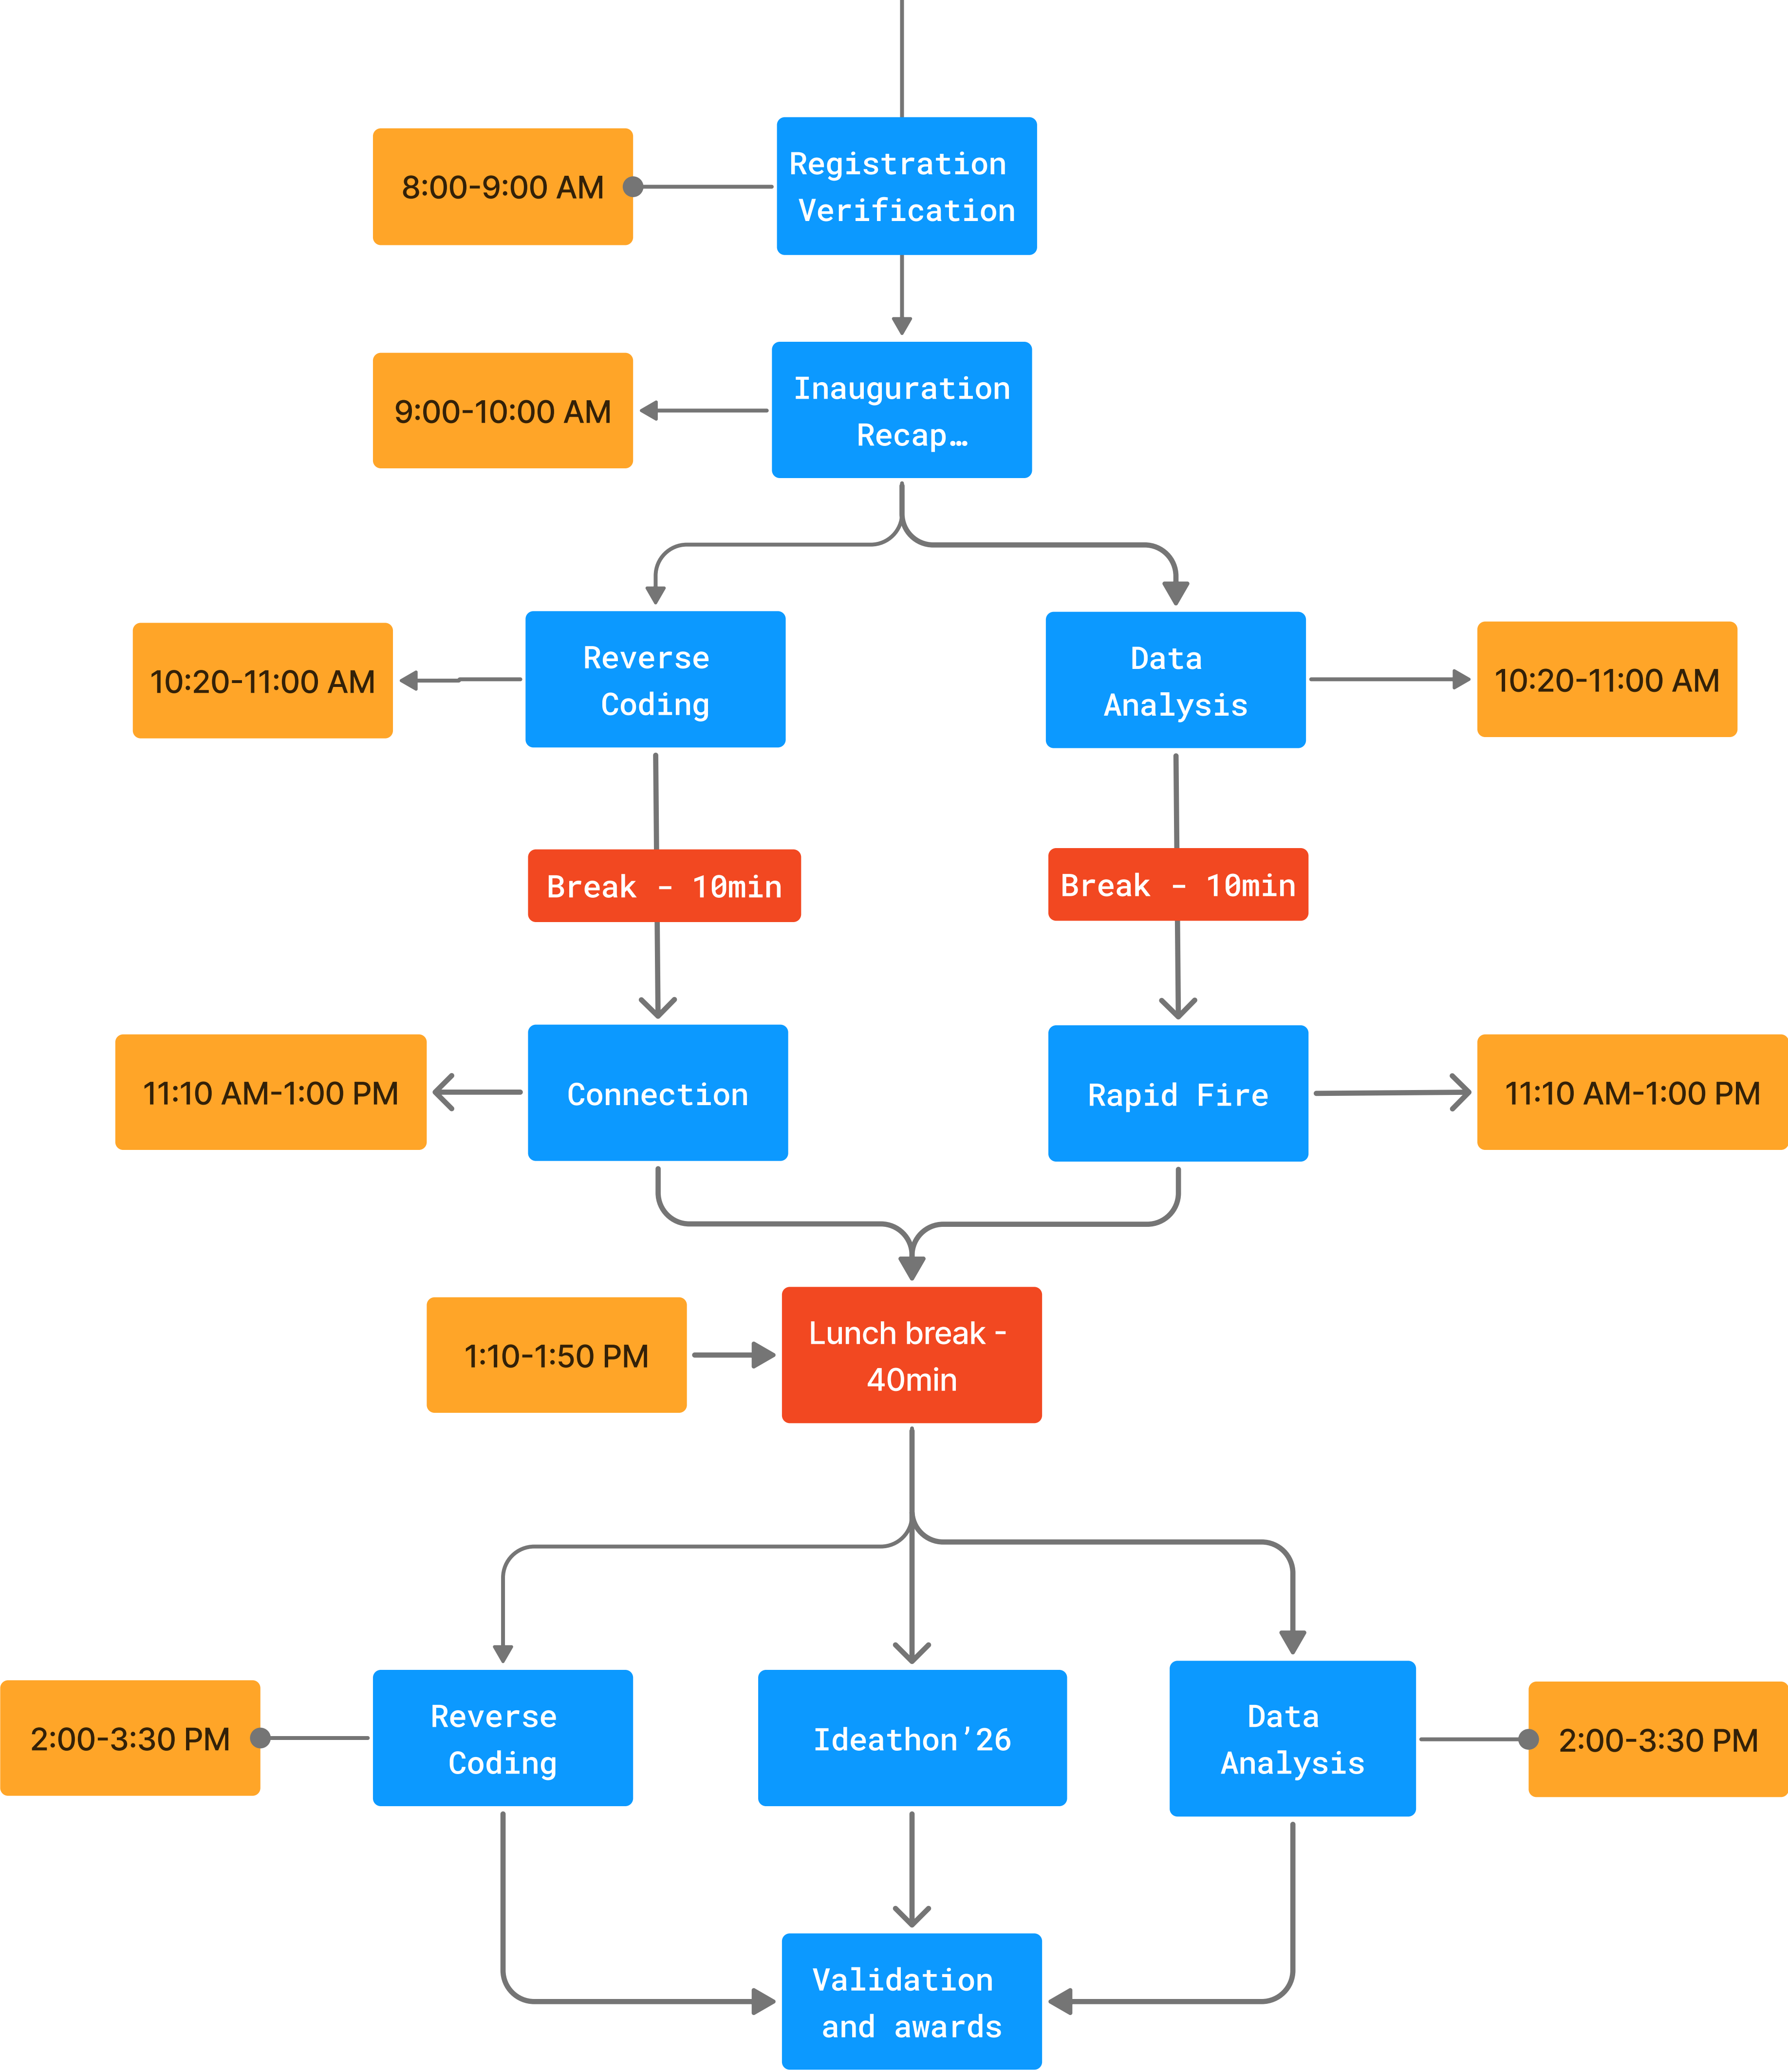 8:00-9:00 AM
Registration
Verification
9:00-10:00 AM
Inauguration
Recap…
10:20-11:00 AM
Reverse
Coding
Data
Analysis
10:20-11:00 AM
Break - 10min
Break - 10min
11:10 AM-1:00 PM
Connection
Rapid Fire
11:10 AM-1:00 PM
1:10-1:50 PM
Lunch break -
40min
2:00-3:30 PM
Reverse
Coding
Ideathon’26
Data
Analysis
2:00-3:30 PM
Validation
and awards